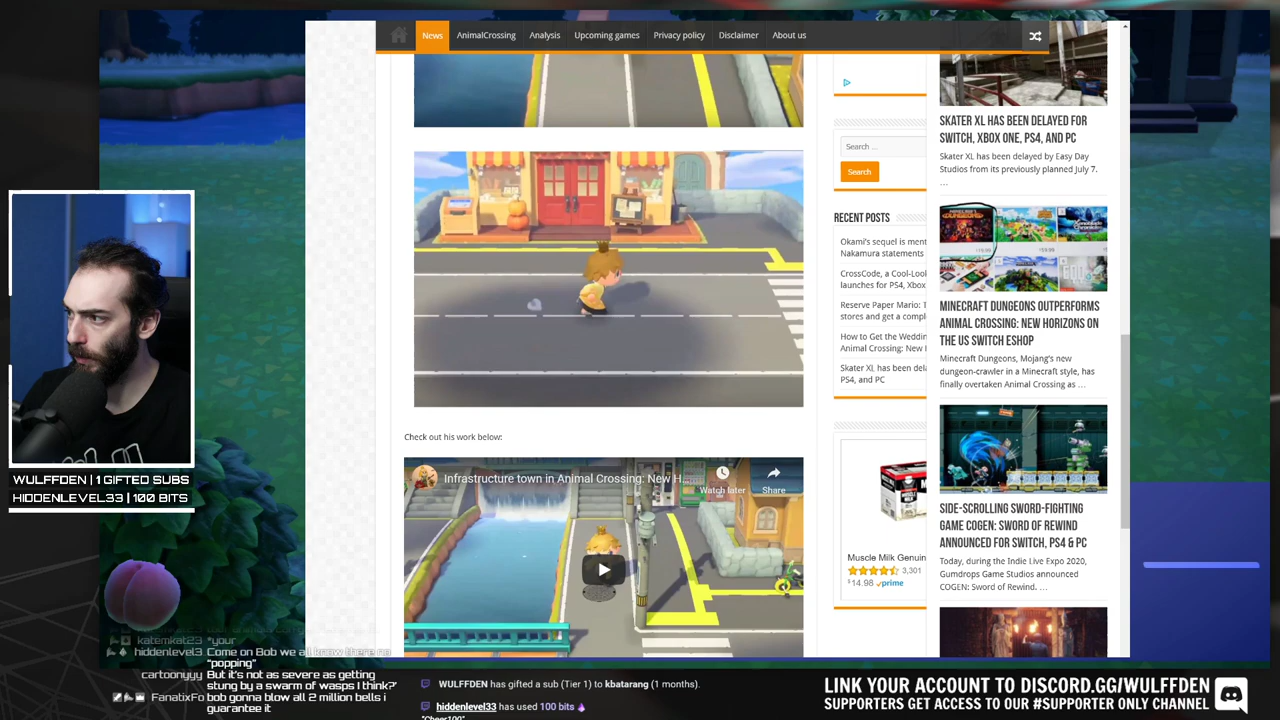 News
AnimalCrossing
Analysis
Upcoming games
Privacy policy
Disclaimer
About us
Check out his work below:
Infrastructure town in Animal Crossing: New H...
Watch later
Share
Search ...
Search
RECENT POSTS
Okami's sequel is ment
Nakamura statements
CrossCode, a Cool-Look
launches for PS4, Xbox
Reserve Paper Mario: T
stores and get a compl
How to Get the Weddin
Animal Crossing: New
Skater XL has been dela
PS4, and PC
Muscle Milk Genuin
3,301
$14.98 prime
SKATER XL HAS BEEN DELAYED FOR
SWITCH, XBOX ONE, PS4, AND PC
Skater XL has been delayed by Easy Day
Studios from its previously planned July 7.
...
MINECRAFT DUNGEONS OUTPERFORMS
ANIMAL CROSSING: NEW HORIZONS ON
THE US SWITCH ESHOP
Minecraft Dungeons, Mojang's new
dungeon-crawler in a Minecraft style, has
finally overtaken Animal Crossing as ...
SIDE-SCROLLING SWORD-FIGHTING
GAME COGEN: SWORD OF REWIND
ANNOUNCED FOR SWITCH, PS4 & PC
Today, during the Indie Live Expo 2020,
Gumdrops Game Studios announced
COGEN: Sword of Rewind. ...
WULFFDEN | 1 GIFTED SUBS
HIDDENLEVEL33 | 100 BITS
katemkat23 *your
hiddenlevel3 Come on Bob we all know there no
"popping"
cartoonyyy But it's not as severe as getting
stung by a swarm of wasps I think?
FanatixFo bob gonna blow all 2 million bells i
guarantee it
WULFFDEN has gifted a sub (Tier 1) to kbatarang (1 months).
hiddenlevel33 has used 100 bits
"Cheer100"
LINK YOUR ACCOUNT TO DISCORD.GG/WULFFDEN
SUPPORTERS GET ACCESS TO OUR #SUPPORTER ONLY CHANNEL